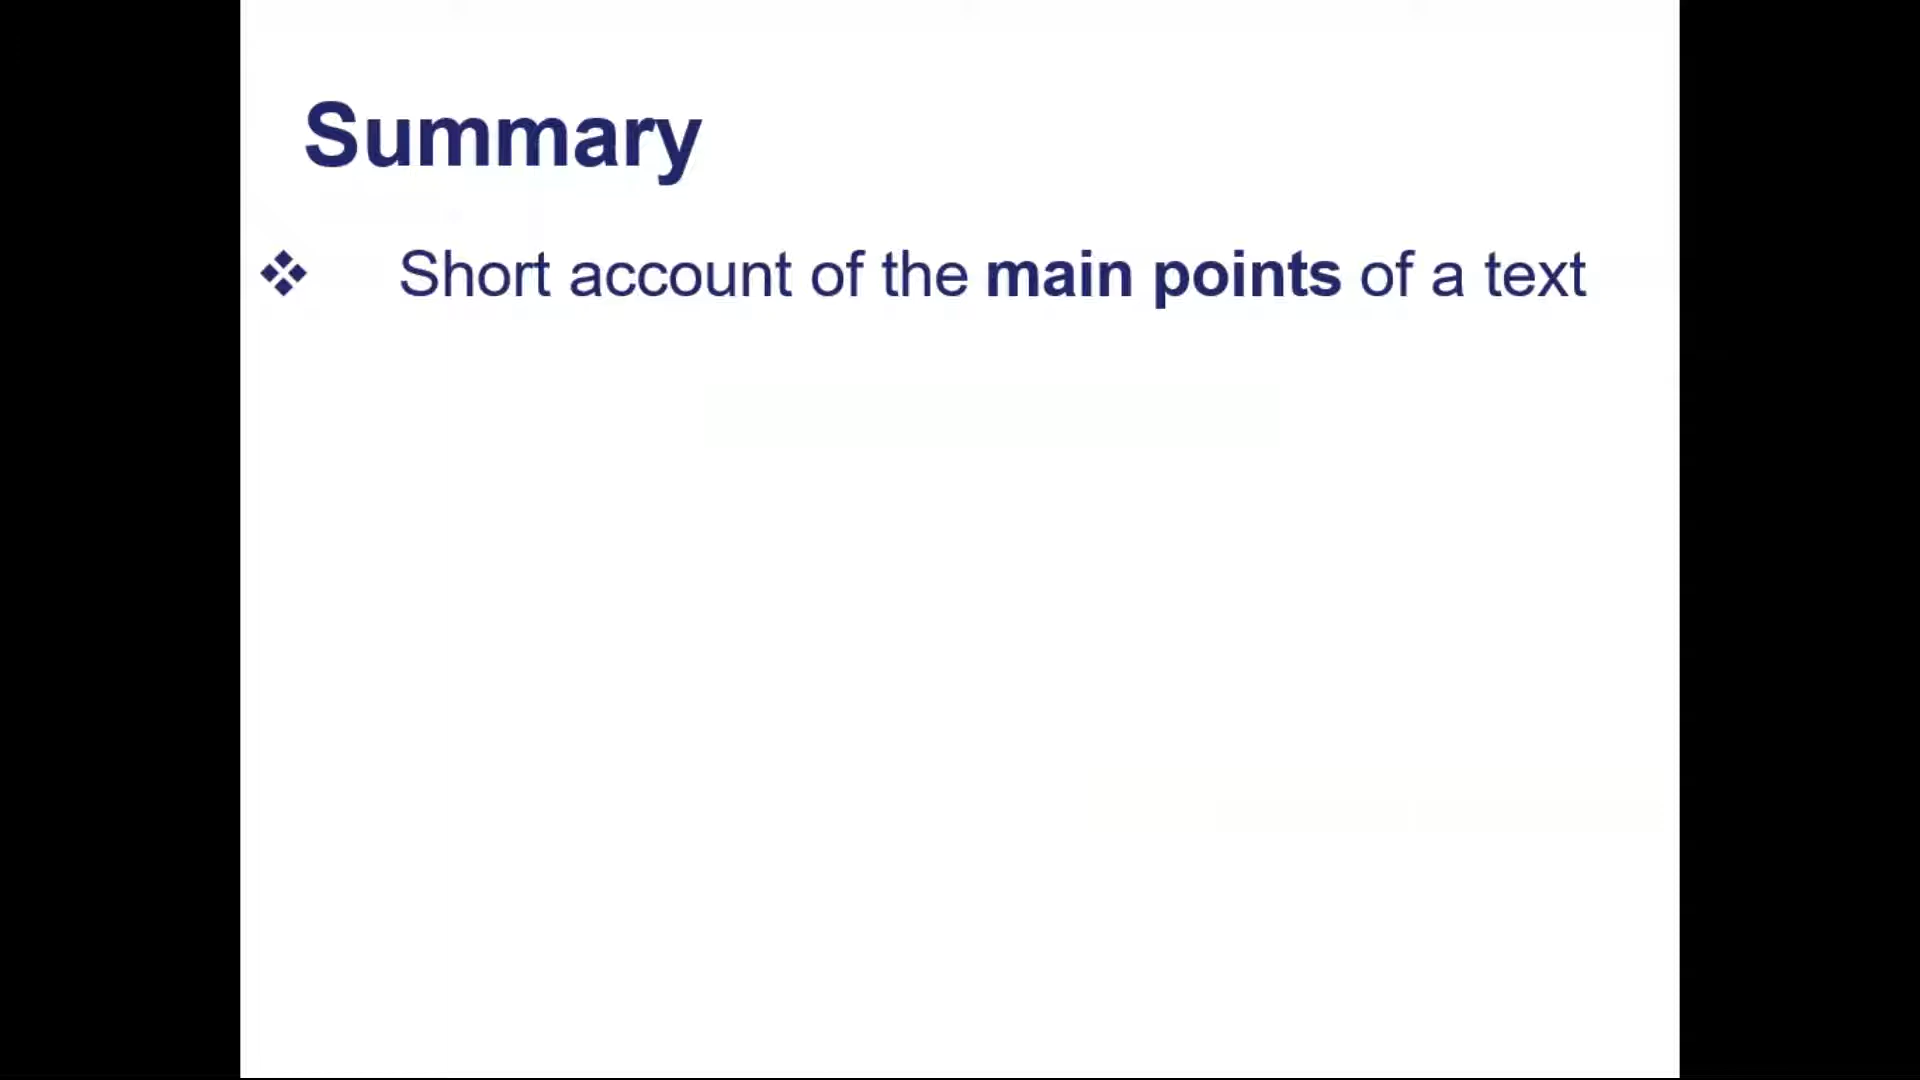 Summary
❖ Short account of the main points of a text